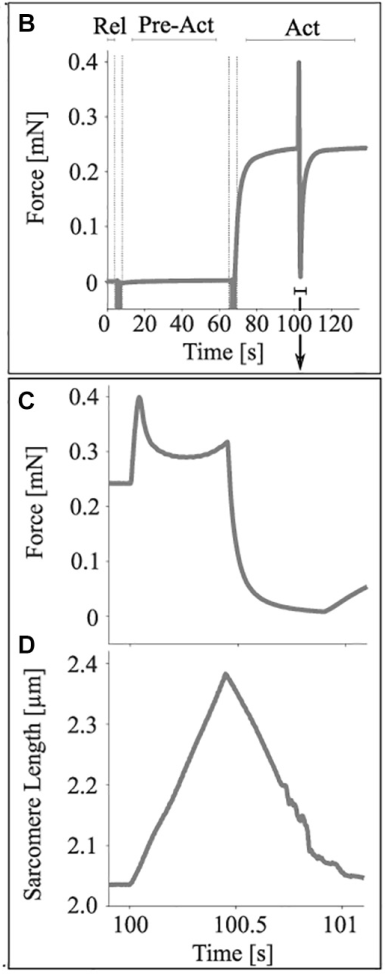 B
Rel Pre-Act Act
0.4
0.3
0.2
0.1
0
Force [mN]
0 20 40 60 80 100 120
Time [s]
C
0.4
0.3
0.2
0.1
0
Force [mN]
D
2.4
2.3
2.2
2.1
2.0
Sarcomere Length [µm]
100 100.5 101
Time [s]